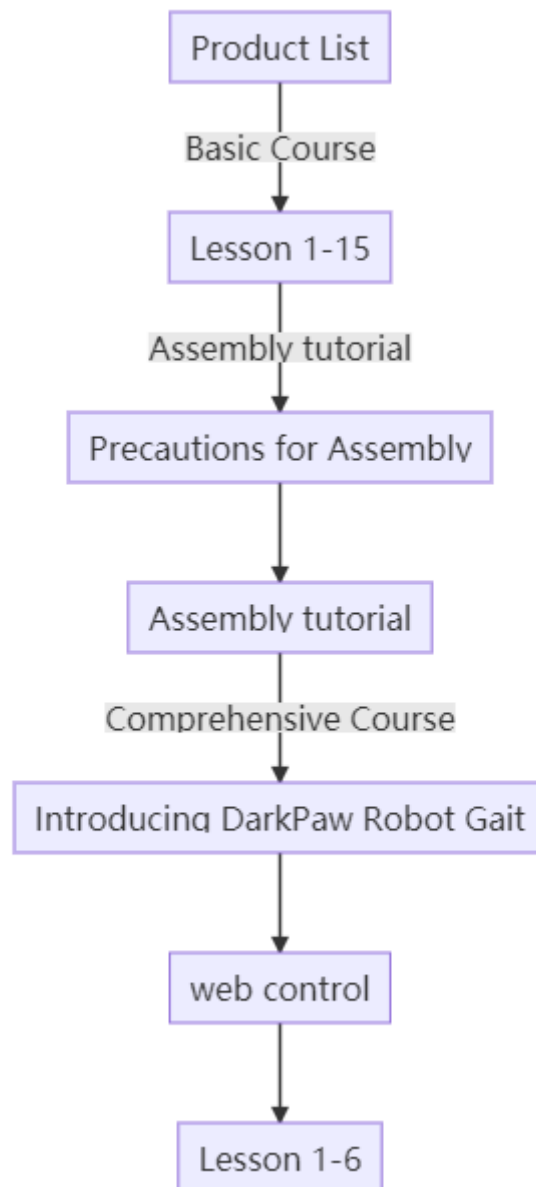 Product List
Basic Course
Lesson 1-15
Assembly tutorial
Precautions for Assembly
Assembly tutorial
Comprehensive Course
Introducing DarkPaw Robot Gait
web control
Lesson 1-6